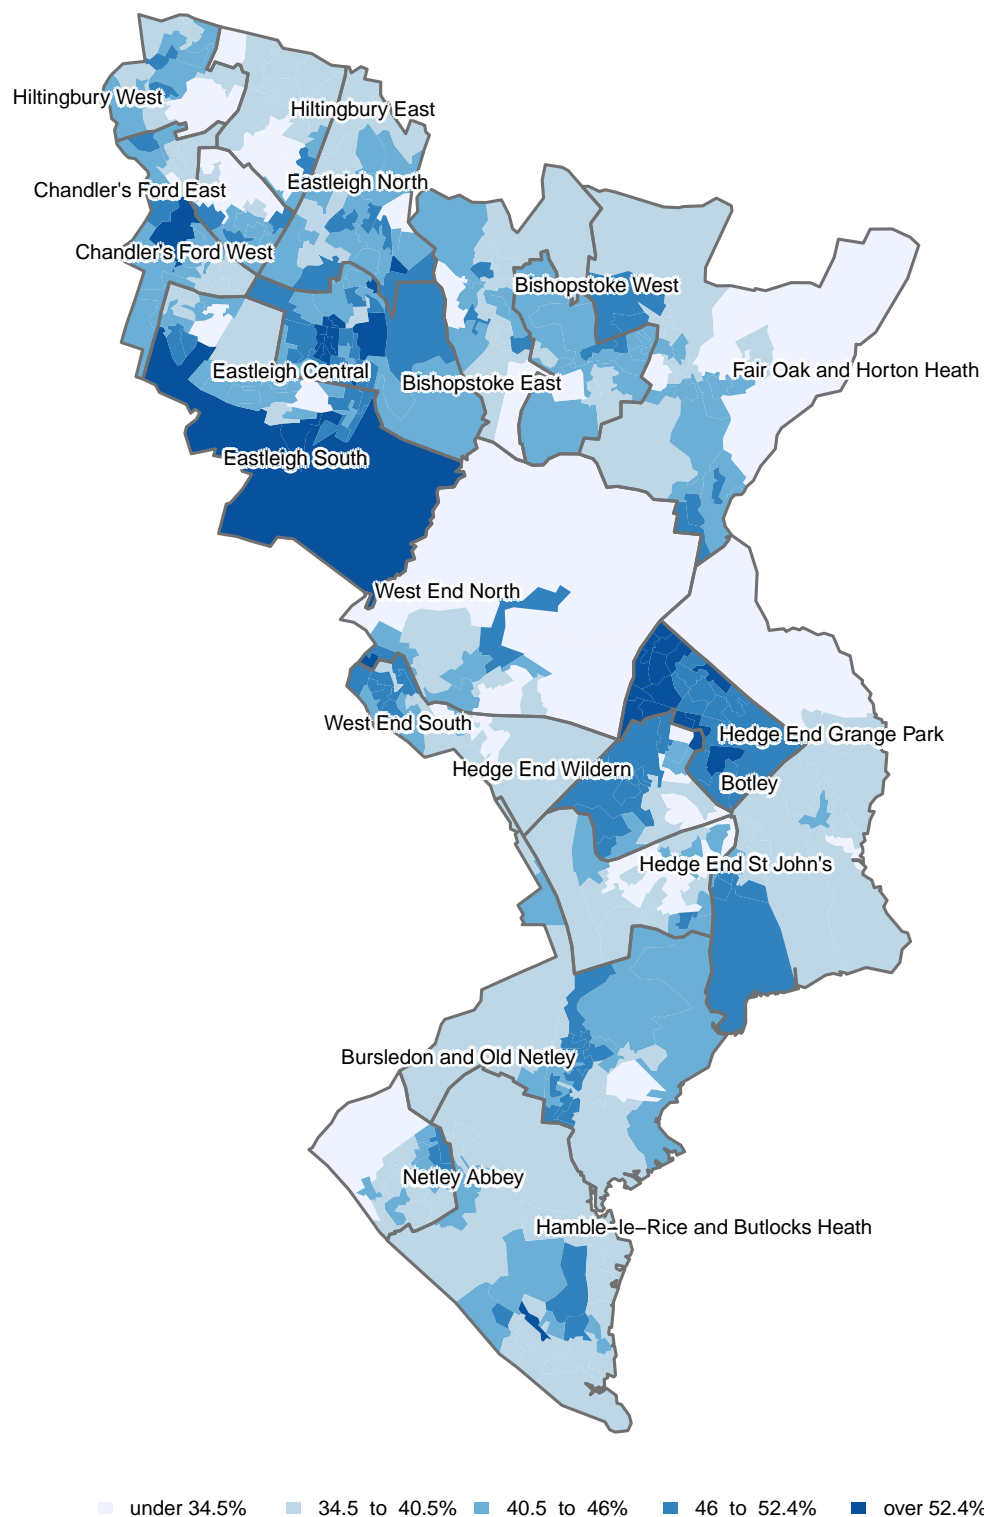 Hiltingbury West
Hiltingbury East
Eastleigh North
Chandler's Ford East
Chandler's Ford West
Bishopstoke West
Fair Oak and Horton Heath
Eastleigh Central
Bishopstoke East
Eastleigh South
West End North
West End South
Hedge End Grange Park
Hedge End Wildern
Botley
Hedge End St John's
Bursledon and Old Netley
Netley Abbey
Hamble−le−Rice and Butlocks Heath
under 34.5% 34.5 to 40.5% 40.5 to 46% 46 to 52.4% over 52.4%